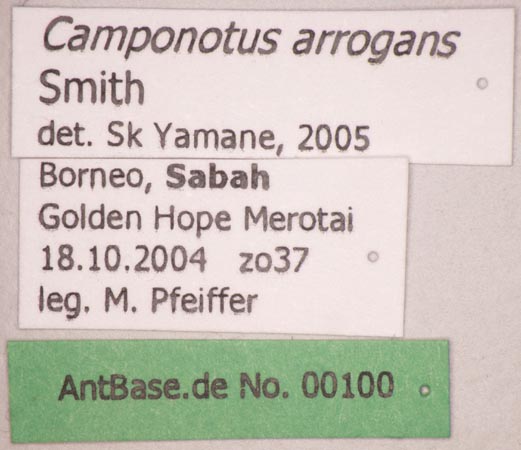 Camponotus arrogans
Smith
det. Sk Yamane, 2005
Borneo, Sabah
Golden Hope Merotai
18.10.2004 zo37
leg. M. Pfeiffer
AntBase.de No. 00100